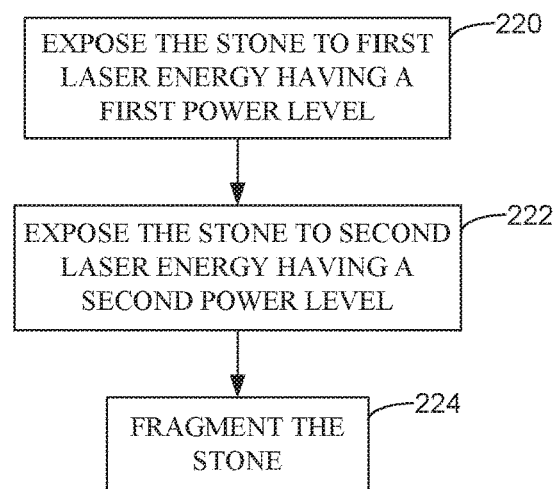 EXPOSE THE STONE TO FIRST
LASER ENERGY HAVING A
FIRST POWER LEVEL
220
EXPOSE THE STONE TO SECOND
LASER ENERGY HAVING A
SECOND POWER LEVEL
222
FRAGMENT THE
STONE
224